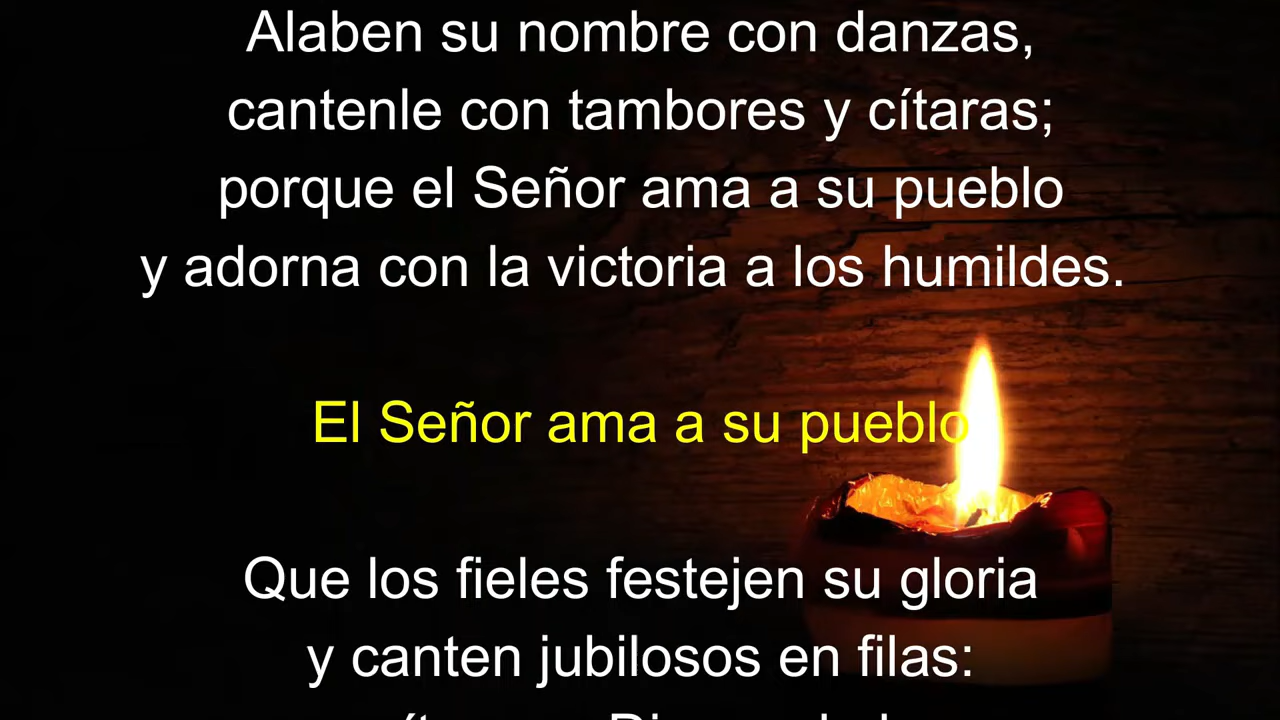 Alaben su nombre con danzas,
cantenle con tambores y cítaras;
porque el Señor ama a su pueblo
y adorna con la victoria a los humildes.
El Señor ama a su pueblo
Que los fieles festejen su gloria
y canten jubilosos en filas: